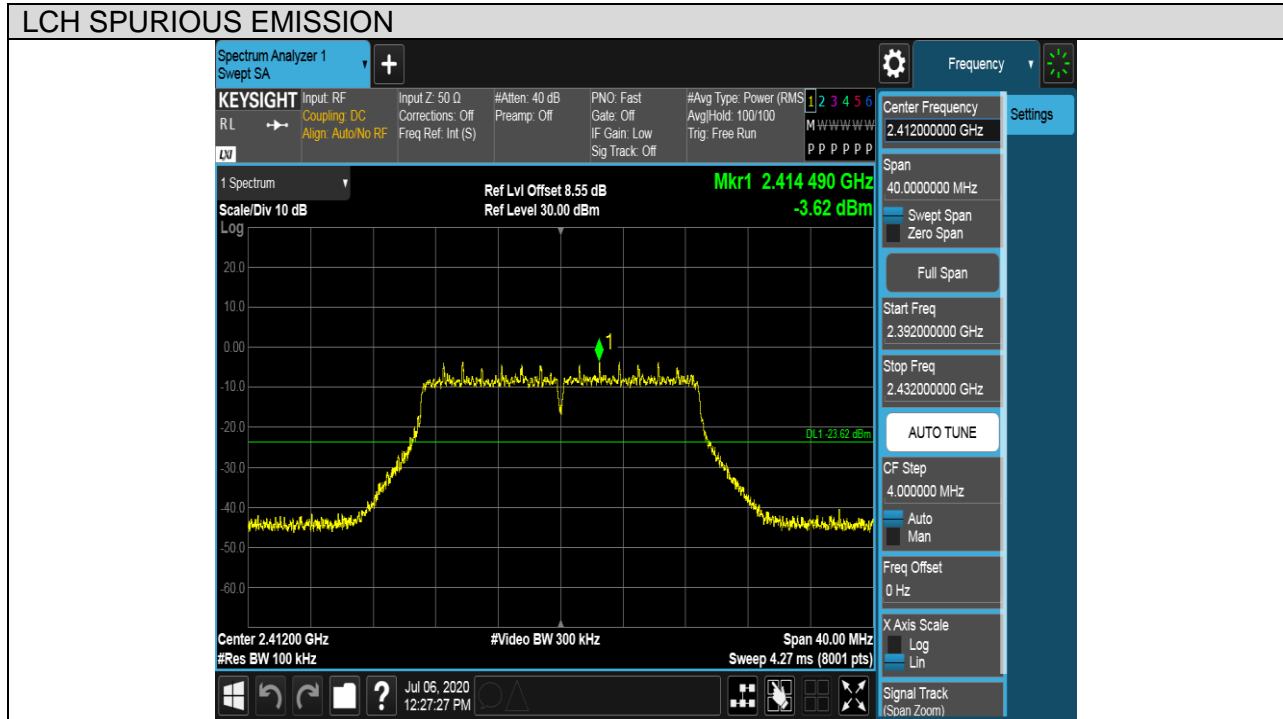 LCH SPURIOUS EMISSION
Spectrum Analyzer 1
Swept SA
Frequency
KEYSIGHT
RL
LXI
Input: RF
Coupling: DC
Align: Auto/No RF
Input Z: 50 Ω
Corrections: Off
Freq Ref: Int (S)
#Atten: 40 dB
Preamp: Off
PNO: Fast
Gate: Off
IF Gain: Low
Sig Track: Off
#Avg Type: Power (RMS
Avg|Hold: 100/100
Trig: Free Run
1 2 3 4 5 6
M W W W W W
P P P P P P
1 Spectrum
Scale/Div 10 dB
Ref Lvl Offset 8.55 dB
Ref Level 30.00 dBm
Mkr1 2.414 490 GHz
-3.62 dBm
Log
20.0
10.0
0.00
-10.0
-20.0
-30.0
-40.0
-50.0
-60.0
1
DL1 -23.62 dBm
Center 2.41200 GHz
#Res BW 100 kHz
#Video BW 300 kHz
Span 40.00 MHz
Sweep 4.27 ms (8001 pts)
Jul 06, 2020
12:27:27 PM
Center Frequency
2.412000000 GHz
Settings
Span
40.0000000 MHz
Swept Span
Zero Span
Full Span
Start Freq
2.392000000 GHz
Stop Freq
2.432000000 GHz
AUTO TUNE
CF Step
4.000000 MHz
Auto
Man
Freq Offset
0 Hz
X Axis Scale
Log
Lin
Signal Track
(Span Zoom)